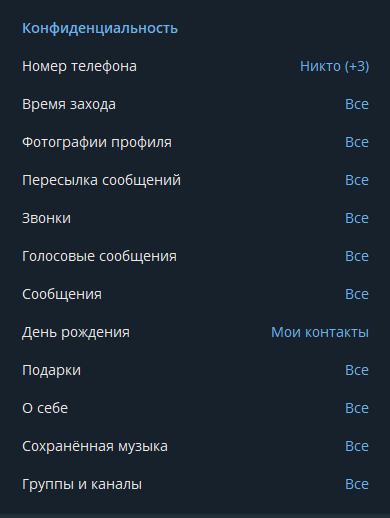 Конфиденциальность
Номер телефона Никто (+3)
Время захода Все
Фотографии профиля Все
Пересылка сообщений Все
Звонки Все
Голосовые сообщения Все
Сообщения Все
День рождения Мои контакты
Подарки Все
О себе Все
Сохранённая музыка Все
Группы и каналы Все